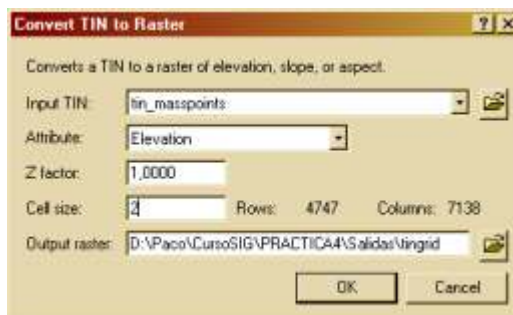 Convert TIN to Raster
Converts a TIN to a raster of elevation, slope, or aspect.
Input TIN: tin_masspoints
Attribute: Elevation
Z factor: 1,0000
Cell size: 2 Rows: 4747 Columns: 7138
Output raster: D:\Paco\CursoSIG\PRACTICA4\Salidas\tingrid
OK Cancel